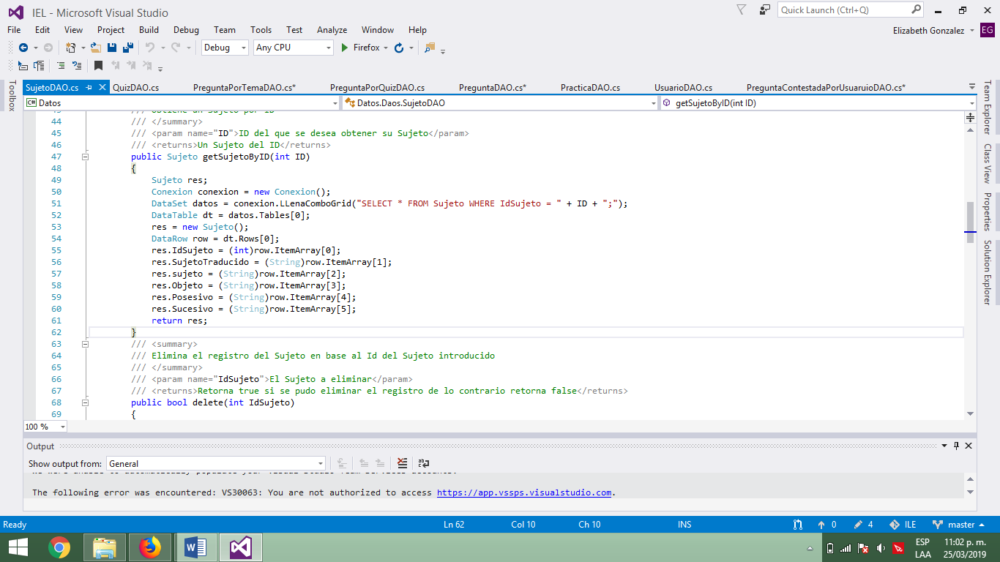 IEL - Microsoft Visual Studio
Quick Launch (Ctrl+Q)
File Edit View Project Build Debug Team Tools Test Analyze Window Help
Elizabeth Gonzalez EG
Debug Any CPU Firefox
Toolbox
SujetoDAO.cs QuizDAO.cs PreguntaPorTemaDAO.cs* PreguntaPorQuizDAO.cs PreguntaDAO.cs* PracticaDAO.cs UsuarioDAO.cs PreguntaContestadaPorUsuaruioDAO.cs*
C# Datos Datos.Daos.SujetoDAO getSujetoByID(int ID)
43 /// Obtiene un Sujeto por ID
44 /// </summary>
45 /// <param name="ID">ID del que se desea obtener su Sujeto</param>
46 /// <returns>Un Sujeto del ID</returns>
47 public Sujeto getSujetoByID(int ID)
48 {
49 Sujeto res;
50 Conexion conexion = new Conexion();
51 DataSet datos = conexion.LLenaComboGrid("SELECT * FROM Sujeto WHERE IdSujeto = " + ID + ";");
52 DataTable dt = datos.Tables[0];
53 res = new Sujeto();
54 DataRow row = dt.Rows[0];
55 res.IdSujeto = (int)row.ItemArray[0];
56 res.SujetoTraducido = (String)row.ItemArray[1];
57 res.sujeto = (String)row.ItemArray[2];
58 res.Objeto = (String)row.ItemArray[3];
59 res.Posesivo = (String)row.ItemArray[4];
60 res.Sucesivo = (String)row.ItemArray[5];
61 return res;
62 }
63 /// <summary>
64 /// Elimina el registro del Sujeto en base al Id del Sujeto introducido
65 /// </summary>
66 /// <param name="IdSujeto">El Sujeto a eliminar</param>
67 /// <returns>Retorna true si se pudo eliminar el registro de lo contrario retorna false</returns>
68 public bool delete(int IdSujeto)
69 {
100 %
Team Explorer
Class View
Properties
Solution Explorer
Output
Show output from: General
We were unable to automatically populate your Visual Studio Team Services accounts.
The following error was encountered: VS30063: You are not authorized to access https://app.vssps.visualstudio.com.
Ready Ln 62 Col 10 Ch 10 INS 0 4 ILE master
W
ESP 11:02 p. m.
LAA 25/03/2019